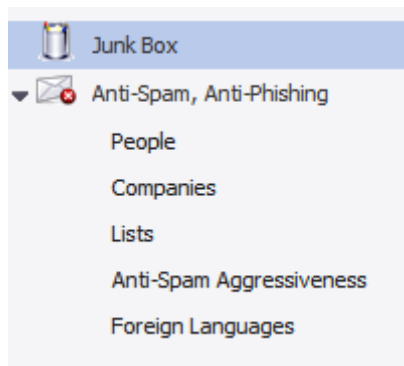 Junk Box
Anti-Spam, Anti-Phishing
People
Companies
Lists
Anti-Spam Aggressiveness
Foreign Languages